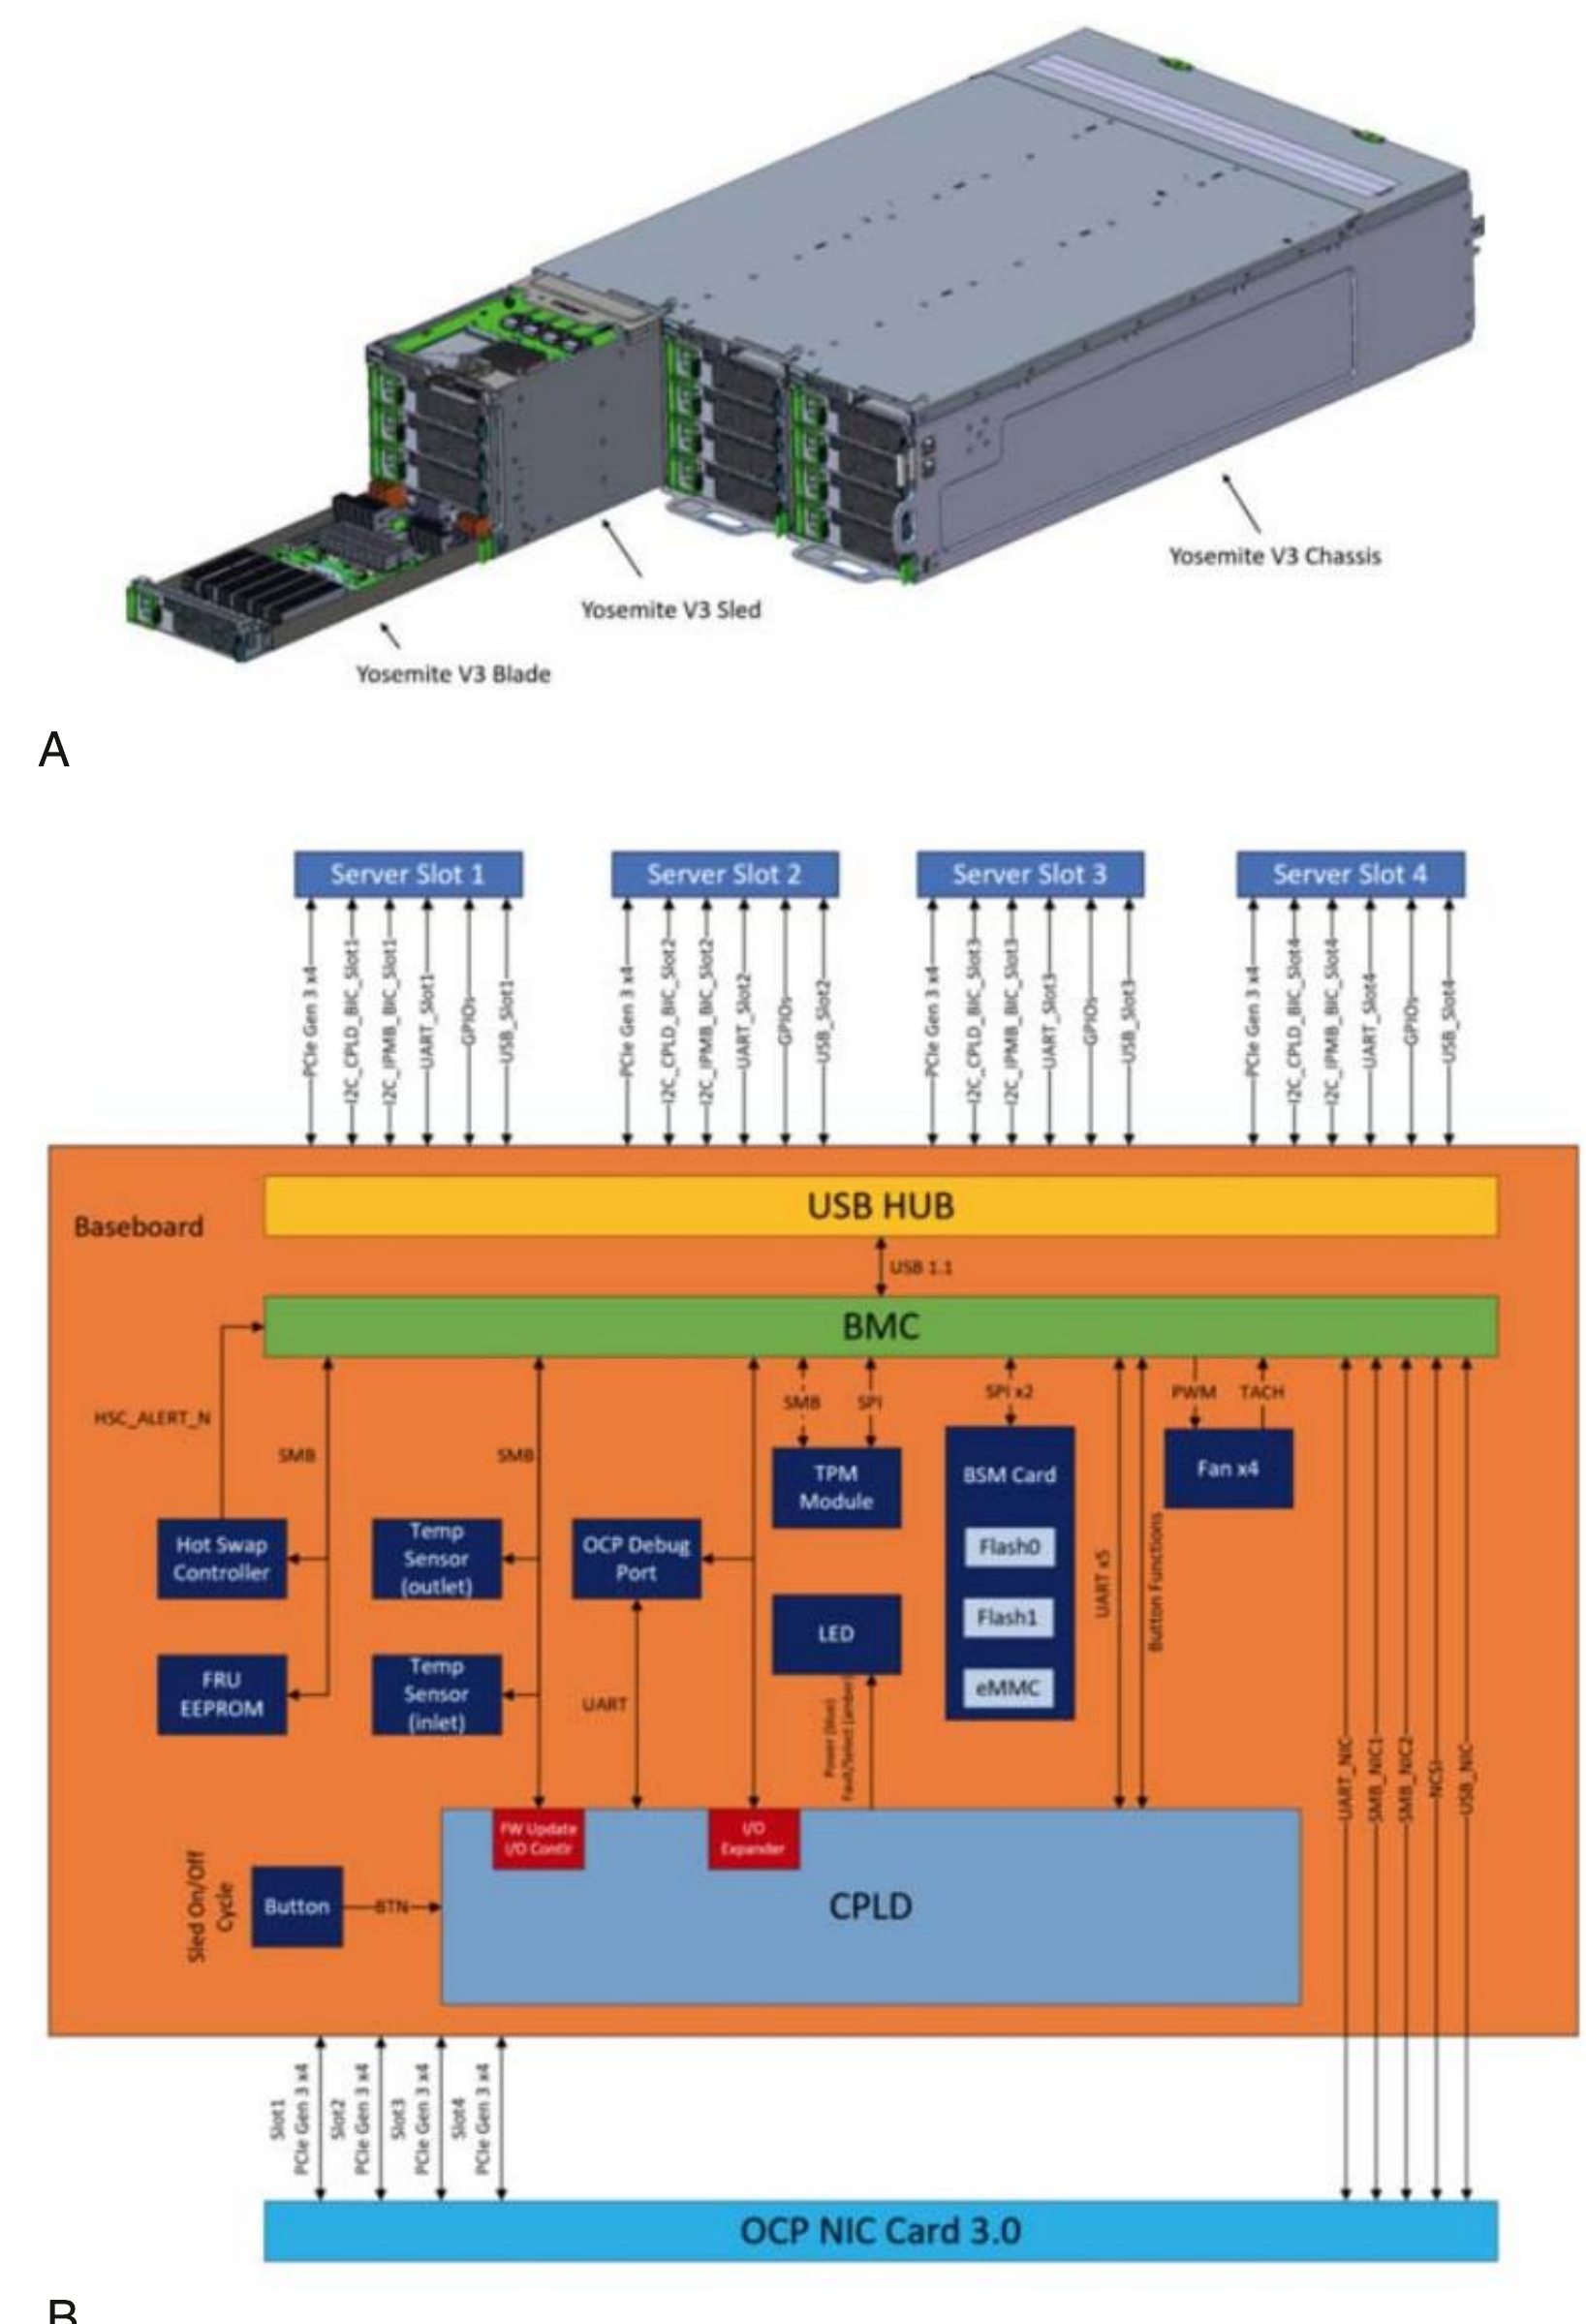 Yosemite V3 Chassis
Yosemite V3 Sled
Yosemite V3 Blade
A
Server Slot 1
Server Slot 2
Server Slot 3
Server Slot 4
PCIe Gen 3 x4
I2C_CPLD_BIC_Slot1
I2C_IPMB_BIC_Slot1
UART_Slot1
GPIOs
USB_Slot1
PCIe Gen 3 x4
I2C_CPLD_BIC_Slot2
I2C_IPMB_BIC_Slot2
UART_Slot2
GPIOs
USB_Slot2
PCIe Gen 3 x4
I2C_CPLD_BIC_Slot3
I2C_IPMB_BIC_Slot3
UART_Slot3
GPIOs
USB_Slot3
PCIe Gen 3 x4
I2C_CPLD_BIC_Slot4
I2C_IPMB_BIC_Slot4
UART_Slot4
GPIOs
USB_Slot4
Baseboard
USB HUB
USB 1.1
BMC
HSC_ALERT_N
SMB
SMB
SMB
SPI
SPI x2
PWM
TACH
TPM
Module
BSM Card
Flash0
Flash1
eMMC
Fan x4
Hot Swap
Controller
Temp
Sensor
(outlet)
OCP Debug
Port
LED
UART x5
Button Functions
FRU
EEPROM
Temp
Sensor
(inlet)
UART
Power (blue)
Fault/Select (amber)
UART_NIC
SMB_NIC1
SMB_NIC2
NCSI
USB_NIC
FW Update
I/O Contlr
I/O
Expander
CPLD
Sled On/Off
Cycle
Button
BTN
Slot1
PCIe Gen 3 x4
Slot2
PCIe Gen 3 x4
Slot3
PCIe Gen 3 x4
Slot4
PCIe Gen 3 x4
OCP NIC Card 3.0
B